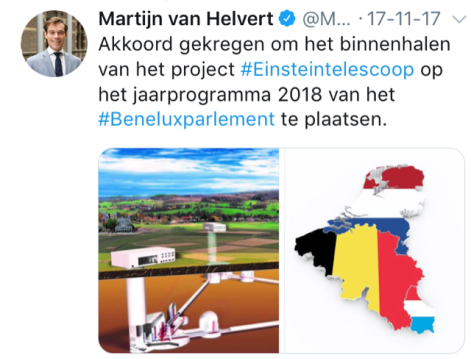 Martijn van Helvert @M... · 17-11-17
Akkoord gekregen om het binnenhalen
van het project #Einsteintelescoop op
het jaarprogramma 2018 van het
#Beneluxparlement te plaatsen.